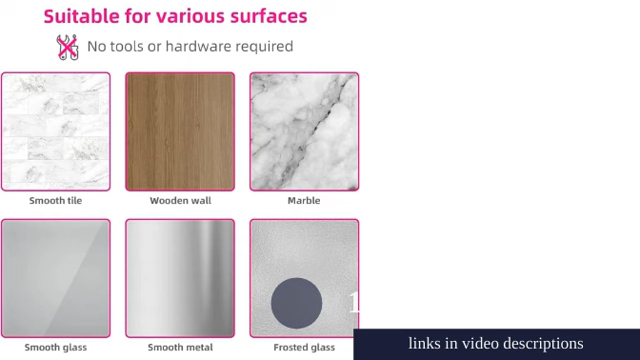 Suitable for various surfaces
No tools or hardware required
Smooth tile
Wooden wall
Marble
Smooth glass
Smooth metal
Frosted glass
1
links in video descriptions